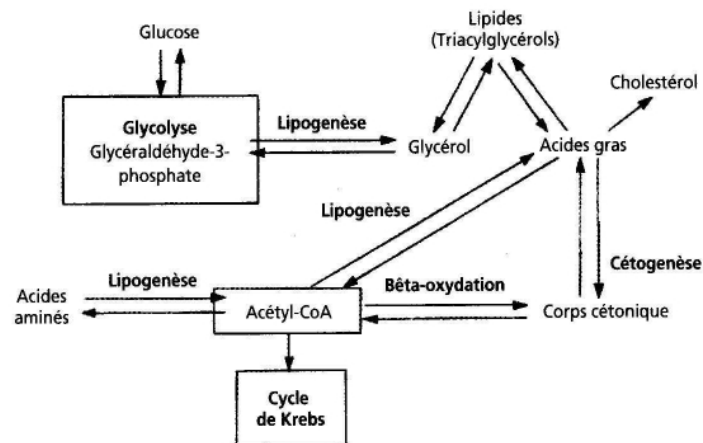 Lipides
(Triacylglycérols)
Glucose
Cholestérol
Glycolyse
Glycéraldéhyde-3-
phosphate
Lipogenèse
Glycérol
Acides gras
Lipogenèse
Cétogenèse
Lipogenèse
Bêta-oxydation
Acides
aminés
Acétyl-CoA
Corps cétonique
Cycle
de Krebs